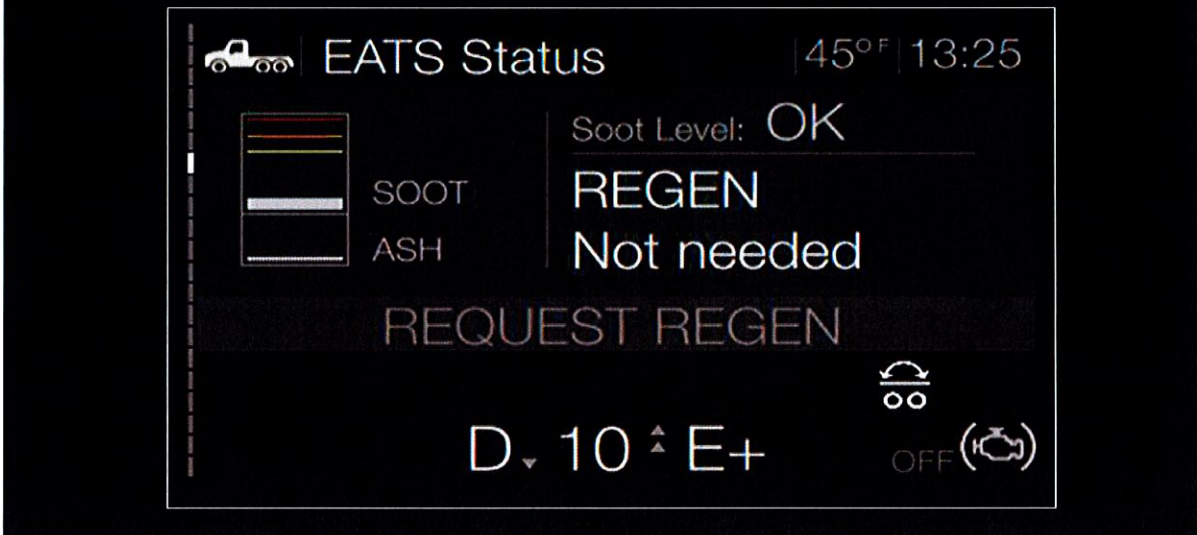 EATS Status 45°F 13:25
Soot Level: OK
SOOT
REGEN
ASH
Not needed
REQUEST REGEN
D 10 E+
OFF